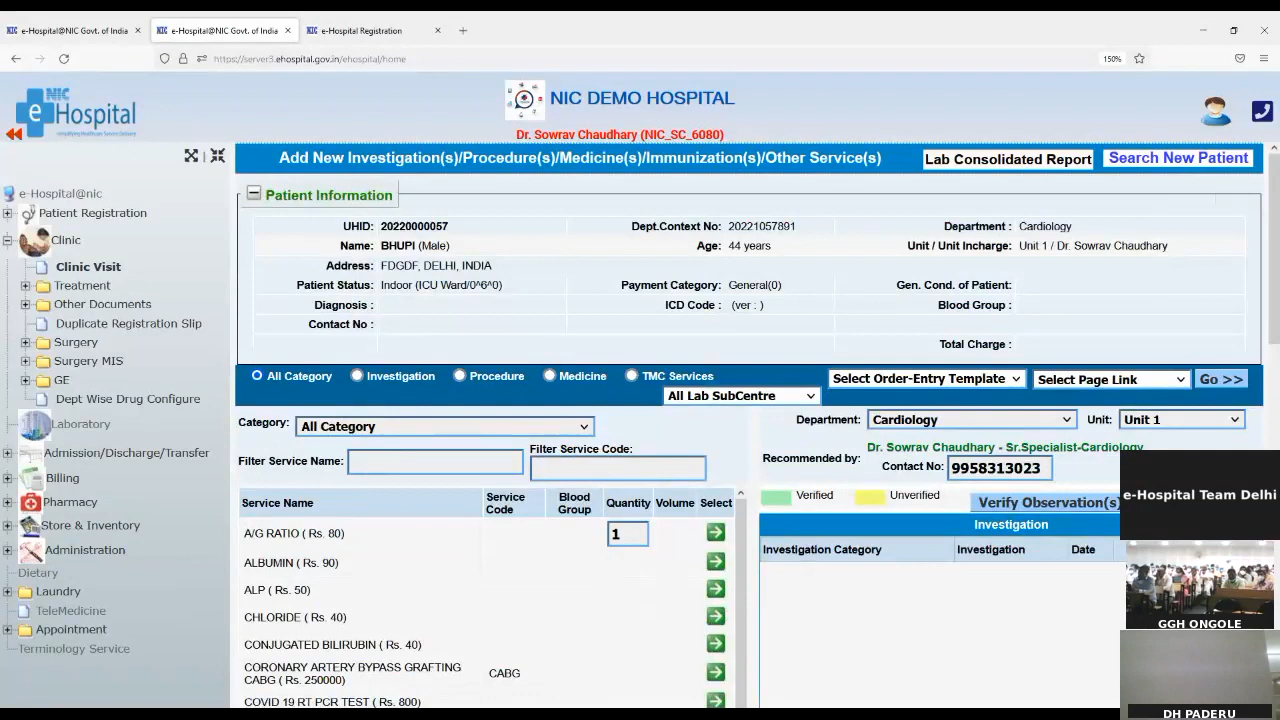 NIC e-Hospital@NIC Govt. of India
NIC e-Hospital@NIC Govt. of India
NIC e-Hospital Registration
https://server3.ehospital.gov.in/ehospital/home
150%
NIC
e Hospital
NIC DEMO HOSPITAL
Dr. Sowrav Chaudhary (NIC_SC_6080)
Add New Investigation(s)/Procedure(s)/Medicine(s)/Immunization(s)/Other Service(s)
Lab Consolidated Report
Search New Patient
e-Hospital@nic
Patient Registration
Clinic
Clinic Visit
Treatment
Other Documents
Duplicate Registration Slip
Surgery
Surgery MIS
GE
Dept Wise Drug Configure
Laboratory
Admission/Discharge/Transfer
Billing
Pharmacy
Store & Inventory
Administration
Dietary
Laundry
TeleMedicine
Appointment
Terminology Service
Patient Information
UHID: 20220000057 Dept.Context No: 20221057891 Department : Cardiology
Name: BHUPI (Male) Age: 44 years Unit / Unit Incharge: Unit 1 / Dr. Sowrav Chaudhary
Address: FDGDF, DELHI, INDIA
Patient Status: Indoor (ICU Ward/0^6^0) Payment Category: General(0) Gen. Cond. of Patient:
Diagnosis : ICD Code : (ver : ) Blood Group :
Contact No :
Total Charge :
All Category Investigation Procedure Medicine TMC Services
All Lab SubCentre
Select Order-Entry Template
Select Page Link
Go >>
Category: All Category
Filter Service Name:
Filter Service Code:
Department: Cardiology Unit: Unit 1
Dr. Sowrav Chaudhary - Sr.Specialist-Cardiology
Recommended by:
Contact No: 9958313023
Verified Unverified Verify Observation(s)
Service Name Service Code Blood Group Quantity Volume Select
A/G RATIO ( Rs. 80) 1
ALBUMIN ( Rs. 90)
ALP ( Rs. 50)
CHLORIDE ( Rs. 40)
CONJUGATED BILIRUBIN ( Rs. 40)
CORONARY ARTERY BYPASS GRAFTING CABG
CABG ( Rs. 250000)
COVID 19 RT PCR TEST ( Rs. 800)
Investigation
Investigation Category Investigation Date
e-Hospital Team Delhi
GGH ONGOLE
DH PADERU